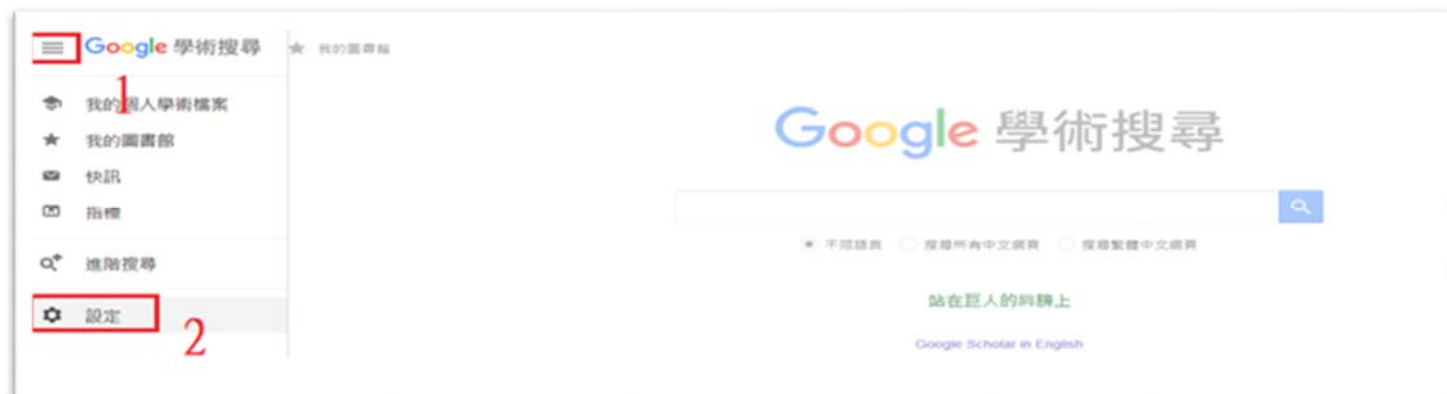 Google 學術搜尋
★ 我的圖書館
1
我的個人學術檔案
我的圖書館
快訊
指標
進階搜尋
設定
2
Google 學術搜尋
不限語言 搜尋所有中文網頁 搜尋繁體中文網頁
站在巨人的肩膀上
Google Scholar in English